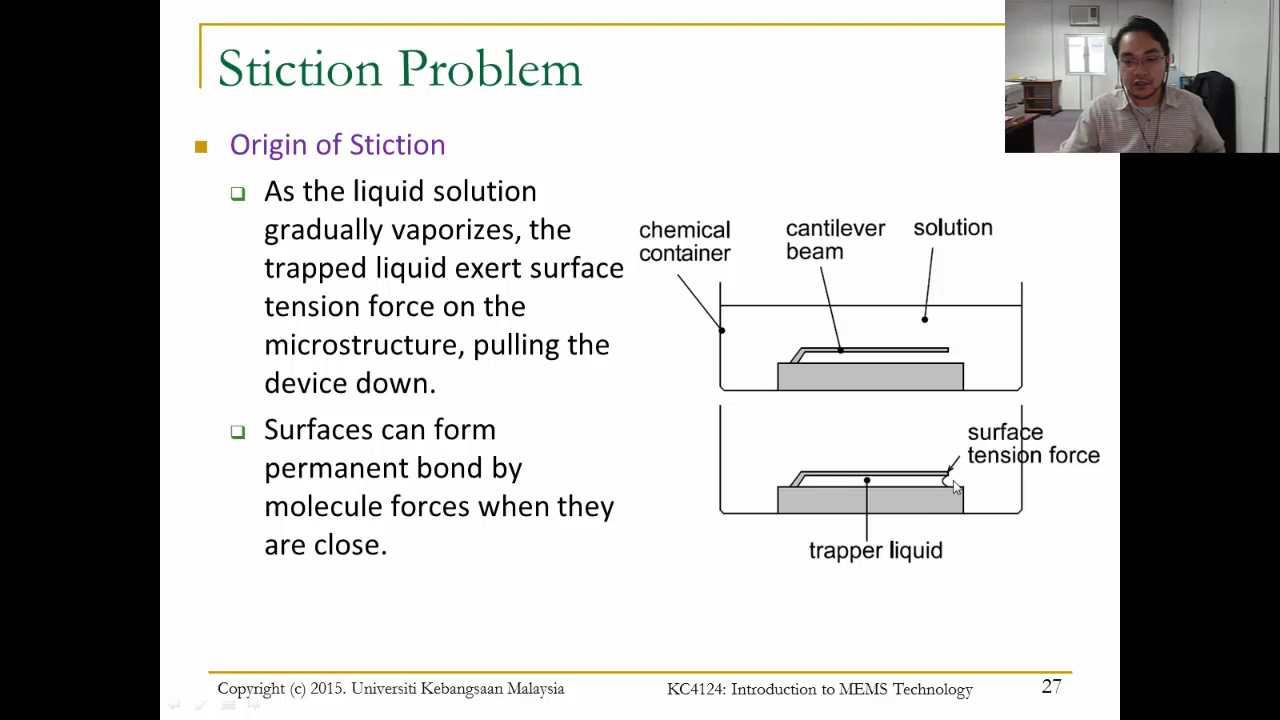 Stiction Problem
Origin of Stiction
As the liquid solution
gradually vaporizes, the
trapped liquid exert surface
tension force on the
microstructure, pulling the
device down.
Surfaces can form
permanent bond by
molecule forces when they
are close.
chemical
container
cantilever
beam
solution
surface
tension force
trapper liquid
Copyright (c) 2015. Universiti Kebangsaan Malaysia
KC4124: Introduction to MEMS Technology
27